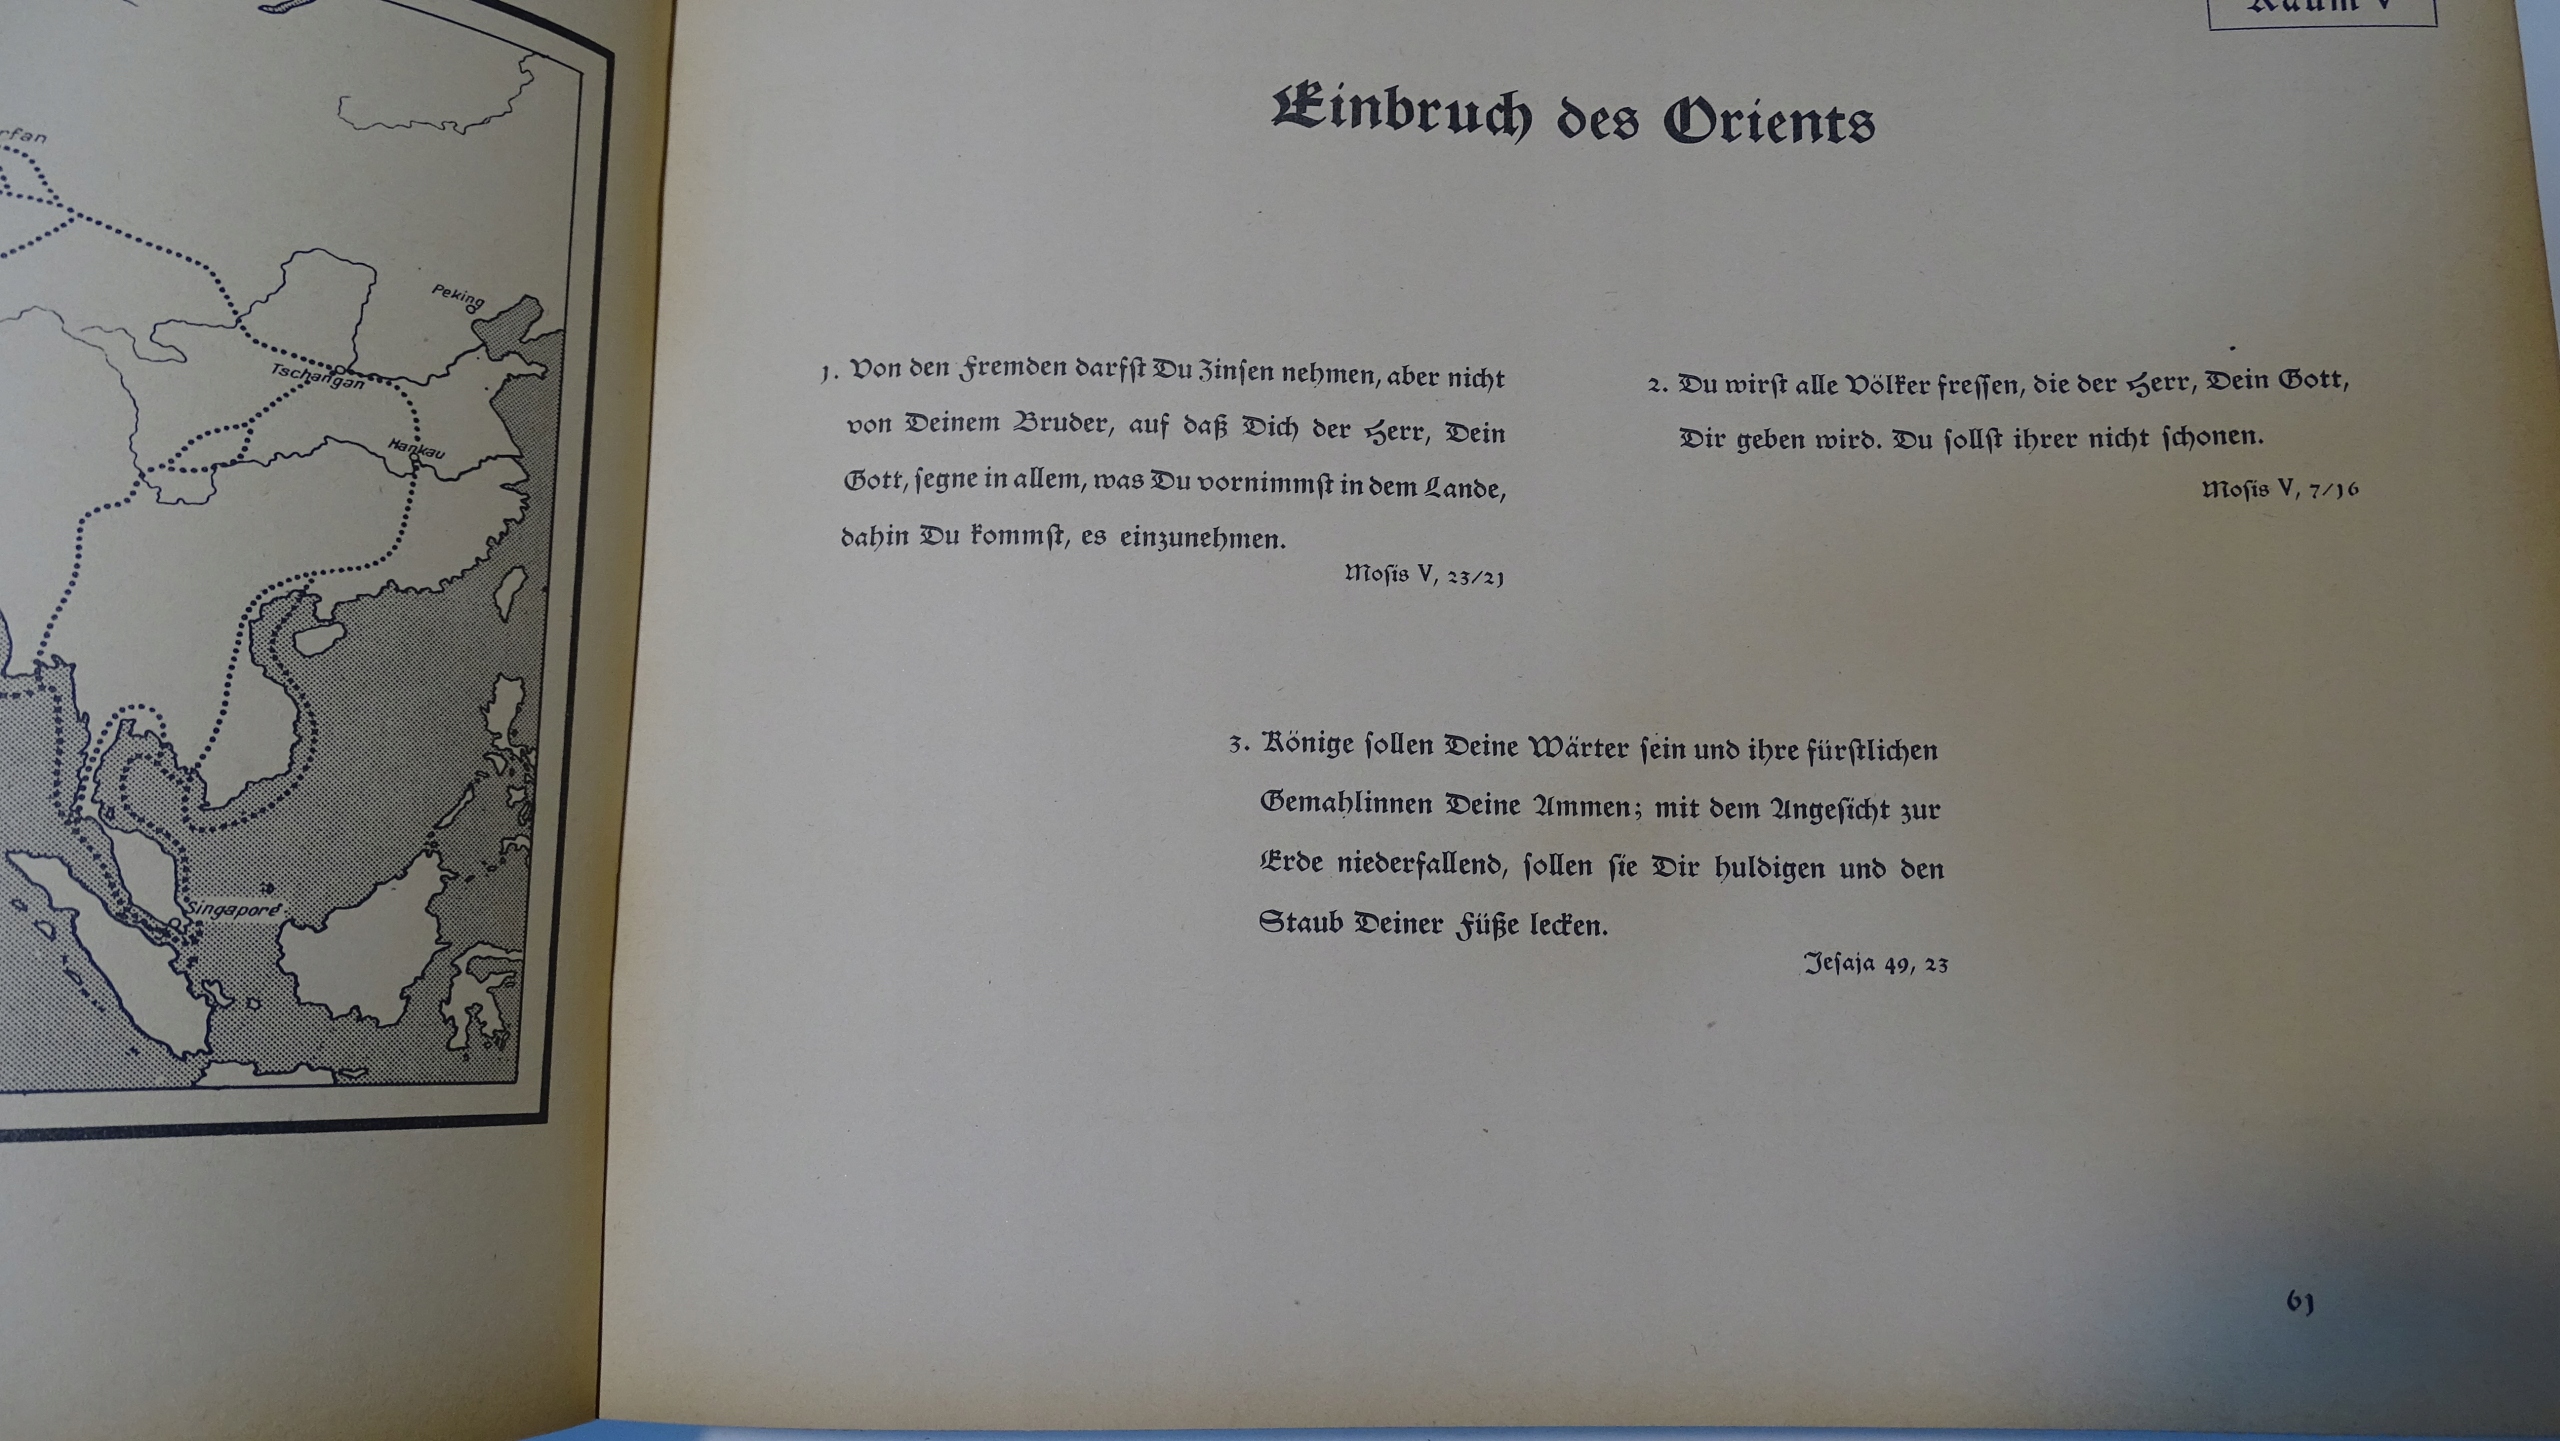 rfan
Peking
Tschangan
Hankau
Singapore
Raum V
Einbruch des Orients
1. Von den Fremden darfſt Du Zinſen nehmen, aber nicht
von Deinem Bruder, auf daß Dich der Herr, Dein
Gott, ſegne in allem, was Du vornimmſt in dem Lande,
dahin Du kommſt, es einzunehmen.
Moſis V, 23/21
2. Du wirſt alle Völker freſſen, die der Herr, Dein Gott,
Dir geben wird. Du ſollſt ihrer nicht ſchonen.
Moſis V, 7/16
3. Könige ſollen Deine Wärter ſein und ihre fürſtlichen
Gemahlinnen Deine Ammen; mit dem Angeſicht zur
Erde niederfallend, ſollen ſie Dir huldigen und den
Staub Deiner Füße lecken.
Jeſaja 49, 23
61